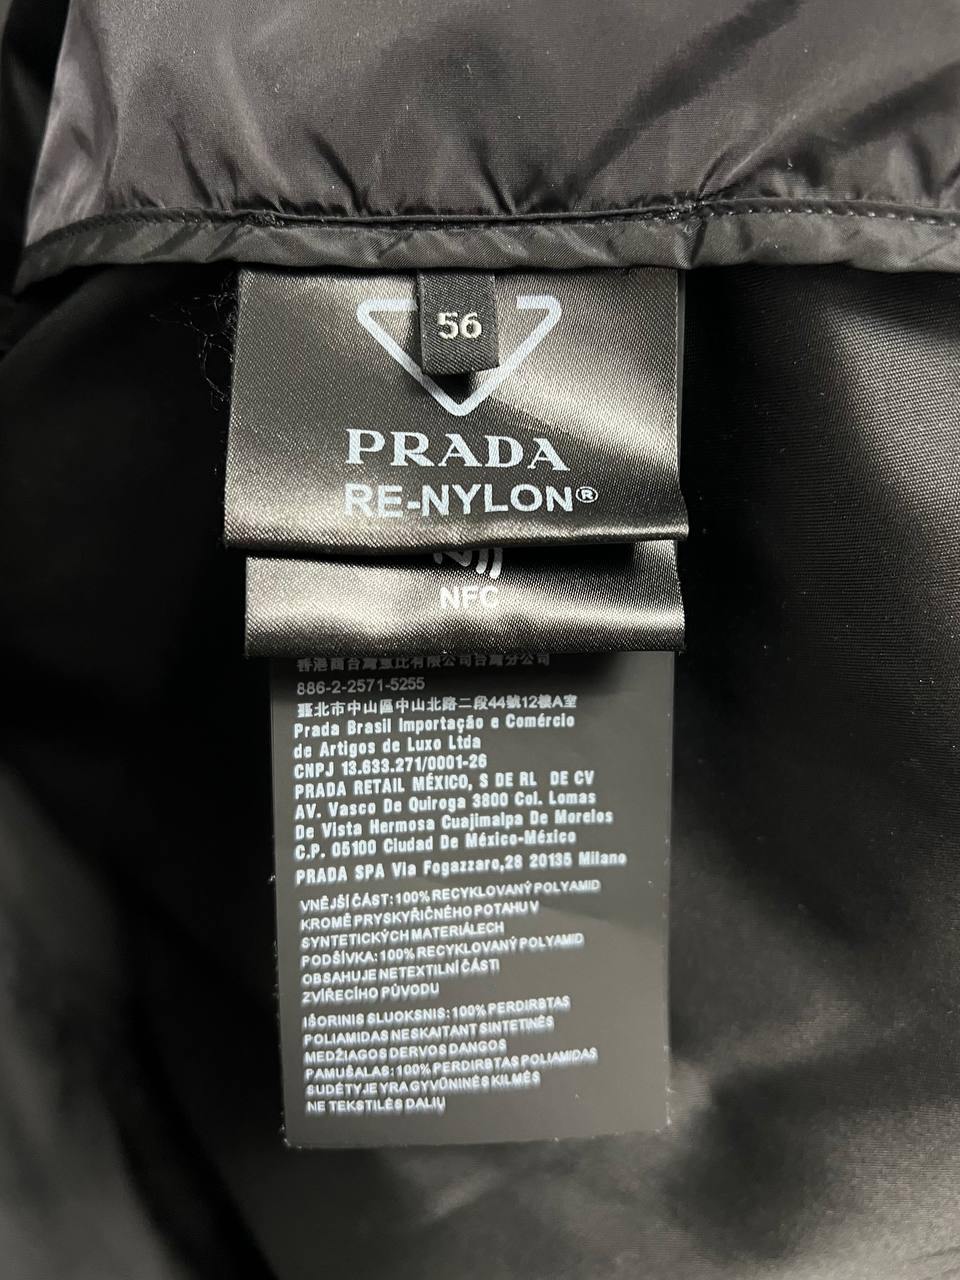 56
PRADA
RE-NYLON®
NFC
香港商台灣普拉達有限公司台灣分公司
886-2-2571-5255
臺北市中山區中山北路二段44號12樓A室
Prada Brasil Importação e Comércio
de Artigos de Luxo Ltda
CNPJ 13.633.271/0001-26
PRADA RETAIL MÉXICO, S DE RL DE CV
AV. Vasco De Quiroga 3800 Col. Lomas
De Vista Hermosa Cuajimalpa De Morelos
C.P. 05100 Ciudad De México-México
PRADA SPA Via Fogazzaro,28 20135 Milano
VNĚJŠÍ ČÁST: 100% RECYKLOVANÝ POLYAMID
KROMĚ PRYSKYŘIČNÉHO POTAHU V
SYNTETICKÝCH MATERIÁLECH
PODŠÍVKA: 100% RECYKLOVANÝ POLYAMID
OBSAHUJE NETEXTILNÍ ČÁSTI
ZVÍŘECÍHO PŮVODU
IŠORINIS SLUOKSNIS: 100% PERDIRBTAS
POLIAMIDAS NESKAITANT SINTETINĖS
MEDŽIAGOS DERVOS DANGOS
PAMUŠALAS: 100% PERDIRBTAS POLIAMIDAS
SUDĖTYJE YRA GYVŪNINĖS KILMĖS
NE TEKSTILĖS DALIŲ